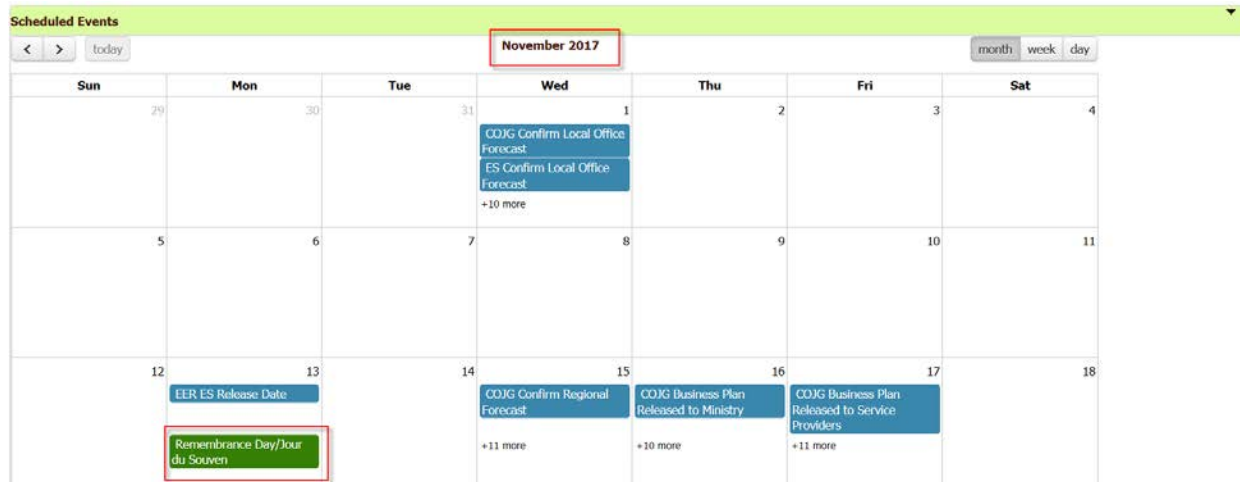 Scheduled Events
today
November 2017
month week day
Sun Mon Tue Wed Thu Fri Sat
29 30 31 1 2 3 4
COJG Confirm Local Office
Forecast
ES Confirm Local Office
Forecast
+10 more
5 6 7 8 9 10 11
12 13 14 15 16 17 18
EER ES Release Date
Remembrance Day/Jour
du Souven
COJG Confirm Regional
Forecast
+11 more
COJG Business Plan
Released to Ministry
+10 more
COJG Business Plan
Released to Service
Providers
+11 more